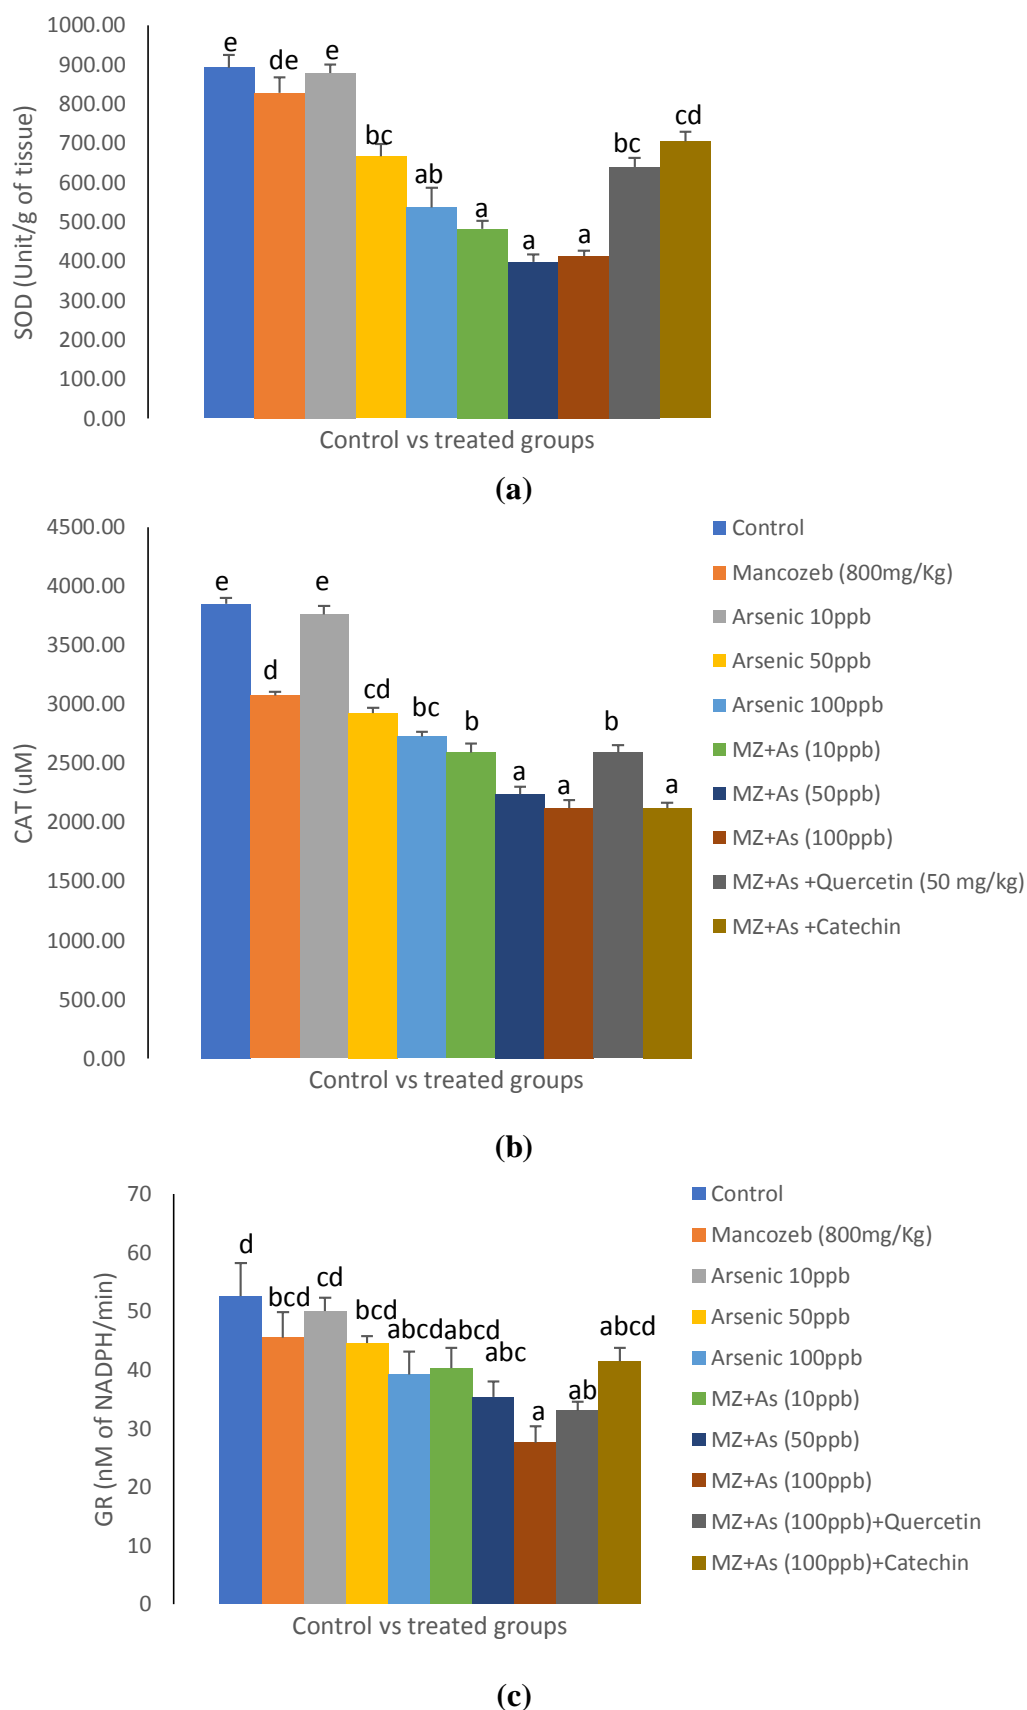 1000.00
900.00
800.00
700.00
600.00
500.00
400.00
300.00
200.00
100.00
0.00
SOD (Unit/g of tissue)
e
de
e
bc
ab
a
a
a
bc
cd
Control vs treated groups
(a)
4500.00
4000.00
3500.00
3000.00
2500.00
2000.00
1500.00
1000.00
500.00
0.00
CAT (uM)
e
d
e
cd
bc
b
a
a
b
a
Control vs treated groups
Control
Mancozeb (800mg/Kg)
Arsenic 10ppb
Arsenic 50ppb
Arsenic 100ppb
MZ+As (10ppb)
MZ+As (50ppb)
MZ+As (100ppb)
MZ+As +Quercetin (50 mg/kg)
MZ+As +Catechin
(b)
70
60
50
40
30
20
10
0
GR (nM of NADPH/min)
d
bcd
cd
bcd
abcd
abcd
abc
a
ab
abcd
Control vs treated groups
Control
Mancozeb (800mg/Kg)
Arsenic 10ppb
Arsenic 50ppb
Arsenic 100ppb
MZ+As (10ppb)
MZ+As (50ppb)
MZ+As (100ppb)
MZ+As (100ppb)+Quercetin
MZ+As (100ppb)+Catechin
(c)